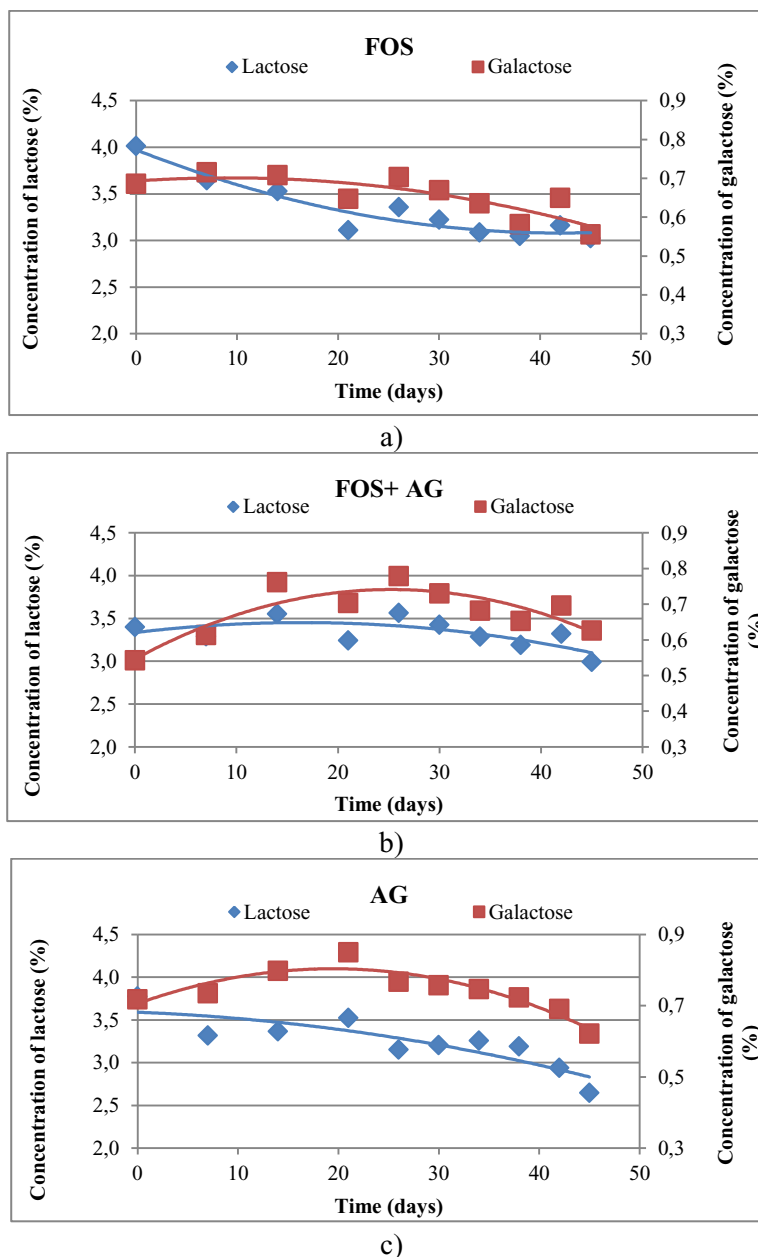 FOS
Lactose Galactose
Concentration of lactose (%)
4,5
4,0
3,5
3,0
2,5
2,0
0,9
0,8
0,7
0,6
0,5
0,4
0,3
Concentration of galactose (%)
0 10 20 30 40 50
Time (days)
a)
FOS+ AG
Lactose Galactose
Concentration of lactose (%)
4,5
4,0
3,5
3,0
2,5
2,0
0,9
0,8
0,7
0,6
0,5
0,4
0,3
Concentration of galactose
(%)
0 10 20 30 40 50
Time (days)
b)
AG
Lactose Galactose
Concentration of lactose (%)
4,5
4,0
3,5
3,0
2,5
2,0
0,9
0,7
0,5
0,3
Concentration of galactose
(%)
0 10 20 30 40 50
Time (days)
c)